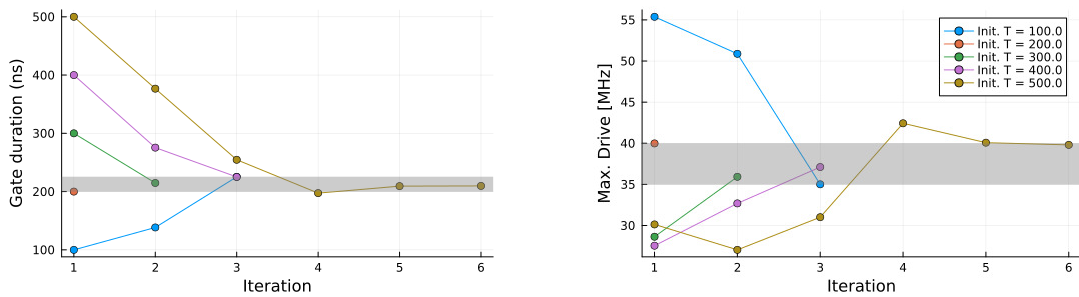 Gate duration (ns)
500
400
300
200
100
1 2 3 4 5 6
Iteration
Max. Drive [MHz]
55
50
45
40
35
30
1 2 3 4 5 6
Iteration
Init. T = 100.0
Init. T = 200.0
Init. T = 300.0
Init. T = 400.0
Init. T = 500.0